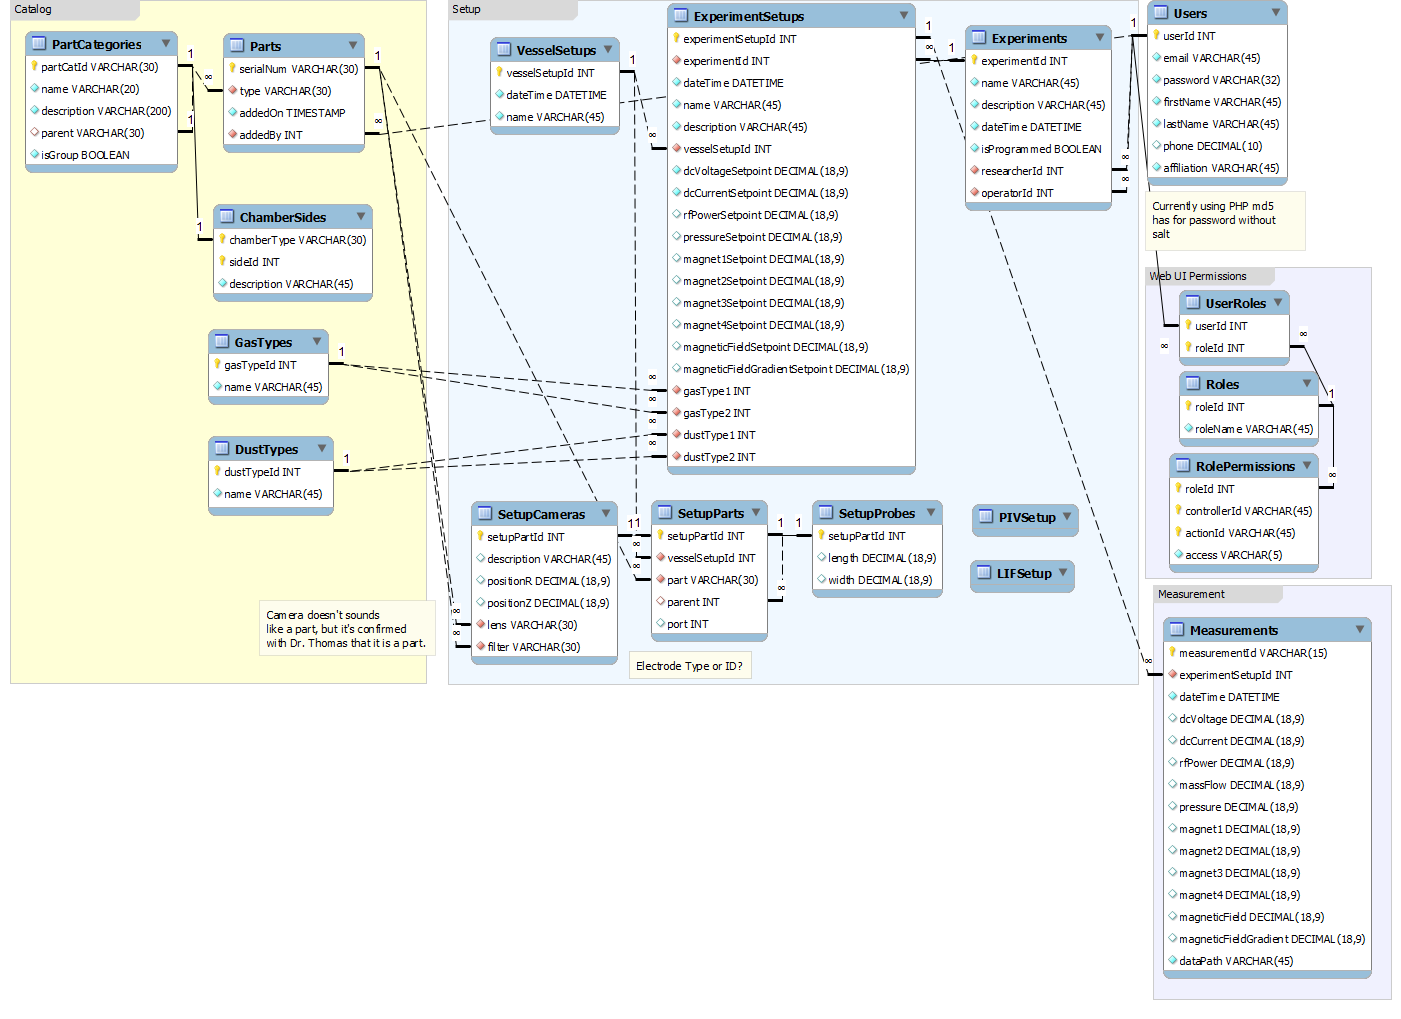 Catalog
PartCategories
partCatId VARCHAR(30)
name VARCHAR(20)
description VARCHAR(200)
parent VARCHAR(30)
isGroup BOOLEAN
1
1
Parts
serialNum VARCHAR(30)
type VARCHAR(30)
addedOn TIMESTAMP
addedBy INT
∞
1
∞
ChamberSides
chamberType VARCHAR(30)
sideId INT
description VARCHAR(45)
1
GasTypes
gasTypeId INT
name VARCHAR(45)
1
DustTypes
dustTypeId INT
name VARCHAR(45)
1
Camera doesn't sounds
like a part, but it's confirmed
with Dr. Thomas that it is a part.
Setup
VesselSetups
vesselSetupId INT
dateTime DATETIME
name VARCHAR(45)
1
ExperimentSetups
experimentSetupId INT
experimentId INT
dateTime DATETIME
name VARCHAR(45)
description VARCHAR(45)
vesselSetupId INT
dcVoltageSetpoint DECIMAL(18,9)
dcCurrentSetpoint DECIMAL(18,9)
rfPowerSetpoint DECIMAL(18,9)
pressureSetpoint DECIMAL(18,9)
magnet1Setpoint DECIMAL(18,9)
magnet2Setpoint DECIMAL(18,9)
magnet3Setpoint DECIMAL(18,9)
magnet4Setpoint DECIMAL(18,9)
magneticFieldSetpoint DECIMAL(18,9)
magneticFieldGradientSetpoint DECIMAL(18,9)
gasType1 INT
gasType2 INT
dustType1 INT
dustType2 INT
∞
∞
∞
∞
∞
1
∞
Experiments
experimentId INT
name VARCHAR(45)
description VARCHAR(45)
dateTime DATETIME
isProgrammed BOOLEAN
researcherId INT
operatorId INT
1
∞
∞
SetupCameras
setupPartId INT
description VARCHAR(45)
positionR DECIMAL(18,9)
positionZ DECIMAL(18,9)
lens VARCHAR(30)
filter VARCHAR(30)
∞
∞
1
SetupParts
setupPartId INT
vesselSetupId INT
part VARCHAR(30)
parent INT
port INT
1
∞
∞
1
∞
Electrode Type or ID?
SetupProbes
setupPartId INT
length DECIMAL(18,9)
width DECIMAL(18,9)
1
PIVSetup
LIFSetup
Users
userId INT
email VARCHAR(45)
password VARCHAR(32)
firstName VARCHAR(45)
lastName VARCHAR(45)
phone DECIMAL(10)
affiliation VARCHAR(45)
1
Currently using PHP md5
has for password without
salt
Web UI Permissions
UserRoles
userId INT
roleId INT
∞
∞
Roles
roleId INT
roleName VARCHAR(45)
1
RolePermissions
roleId INT
controllerId VARCHAR(45)
actionId VARCHAR(45)
access VARCHAR(5)
∞
Measurement
Measurements
measurementId VARCHAR(15)
experimentSetupId INT
dateTime DATETIME
dcVoltage DECIMAL(18,9)
dcCurrent DECIMAL(18,9)
rfPower DECIMAL(18,9)
massFlow DECIMAL(18,9)
pressure DECIMAL(18,9)
magnet1 DECIMAL(18,9)
magnet2 DECIMAL(18,9)
magnet3 DECIMAL(18,9)
magnet4 DECIMAL(18,9)
magneticField DECIMAL(18,9)
magneticFieldGradient DECIMAL(18,9)
dataPath VARCHAR(45)
∞